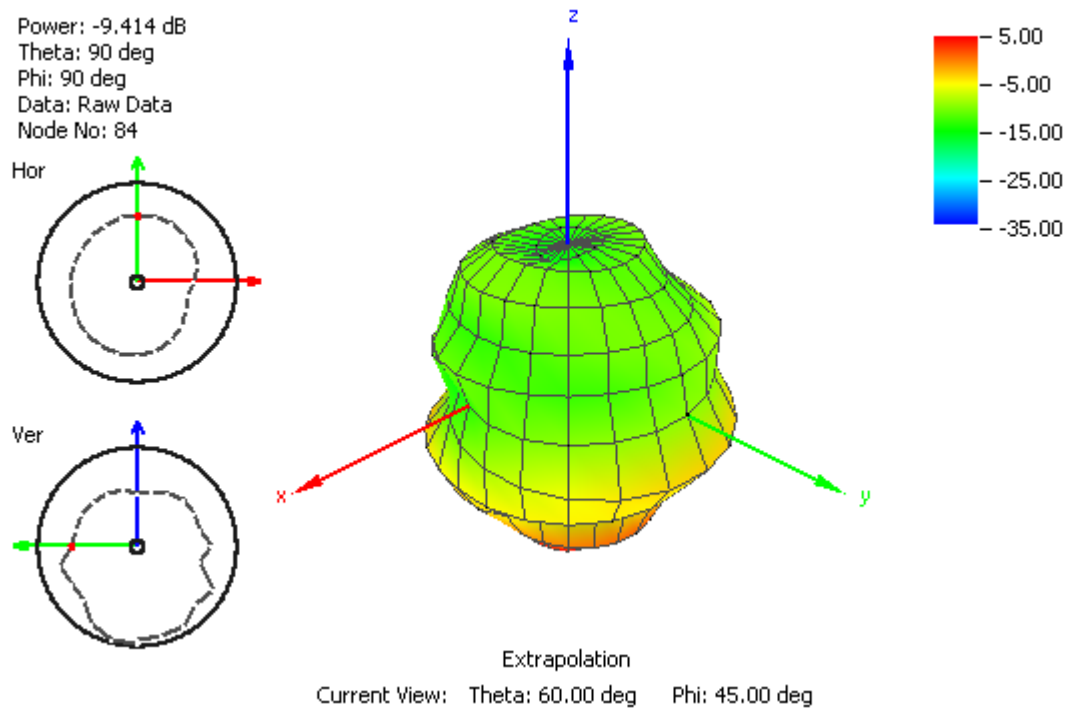 Power: -9.414 dB
Theta: 90 deg
Phi: 90 deg
Data: Raw Data
Node No: 84
Hor
Ver
z
x
y
5.00
-5.00
-15.00
-25.00
-35.00
Extrapolation
Current View: Theta: 60.00 deg Phi: 45.00 deg